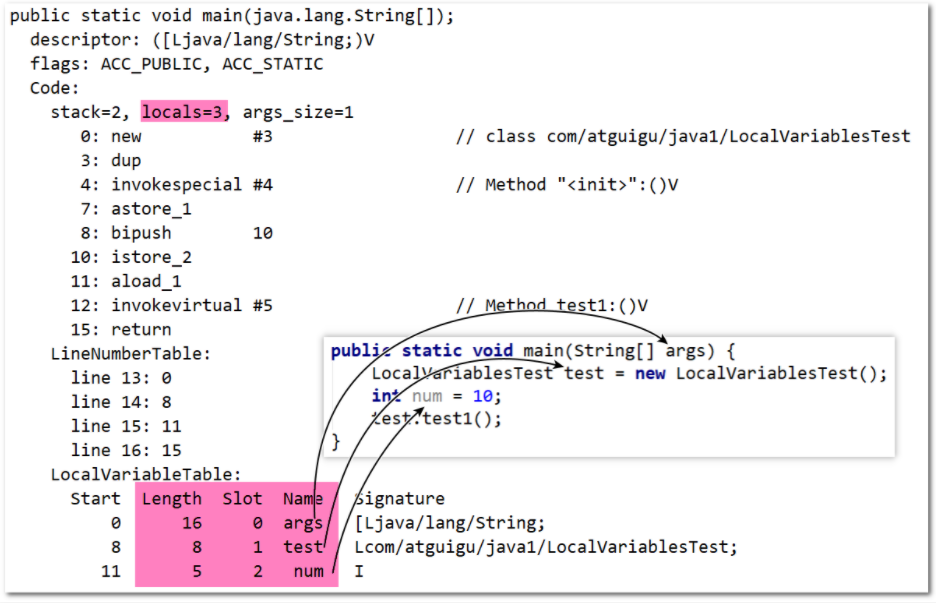 public static void main(java.lang.String[]);
descriptor: ([Ljava/lang/String;)V
flags: ACC_PUBLIC, ACC_STATIC
Code:
stack=2, locals=3, args_size=1
0: new #3 // class com/atguigu/java1/LocalVariablesTest
3: dup
4: invokespecial #4 // Method "<init>":()V
7: astore_1
8: bipush 10
10: istore_2
11: aload_1
12: invokevirtual #5 // Method test1:()V
15: return
LineNumberTable:
line 13: 0
line 14: 8
line 15: 11
line 16: 15
LocalVariableTable:
Start Length Slot Name Signature
0 16 0 args [Ljava/lang/String;
8 8 1 test Lcom/atguigu/java1/LocalVariablesTest;
11 5 2 num I
public static void main(String[] args) {
LocalVariablesTest test = new LocalVariablesTest();
int num = 10;
test.test1();
}